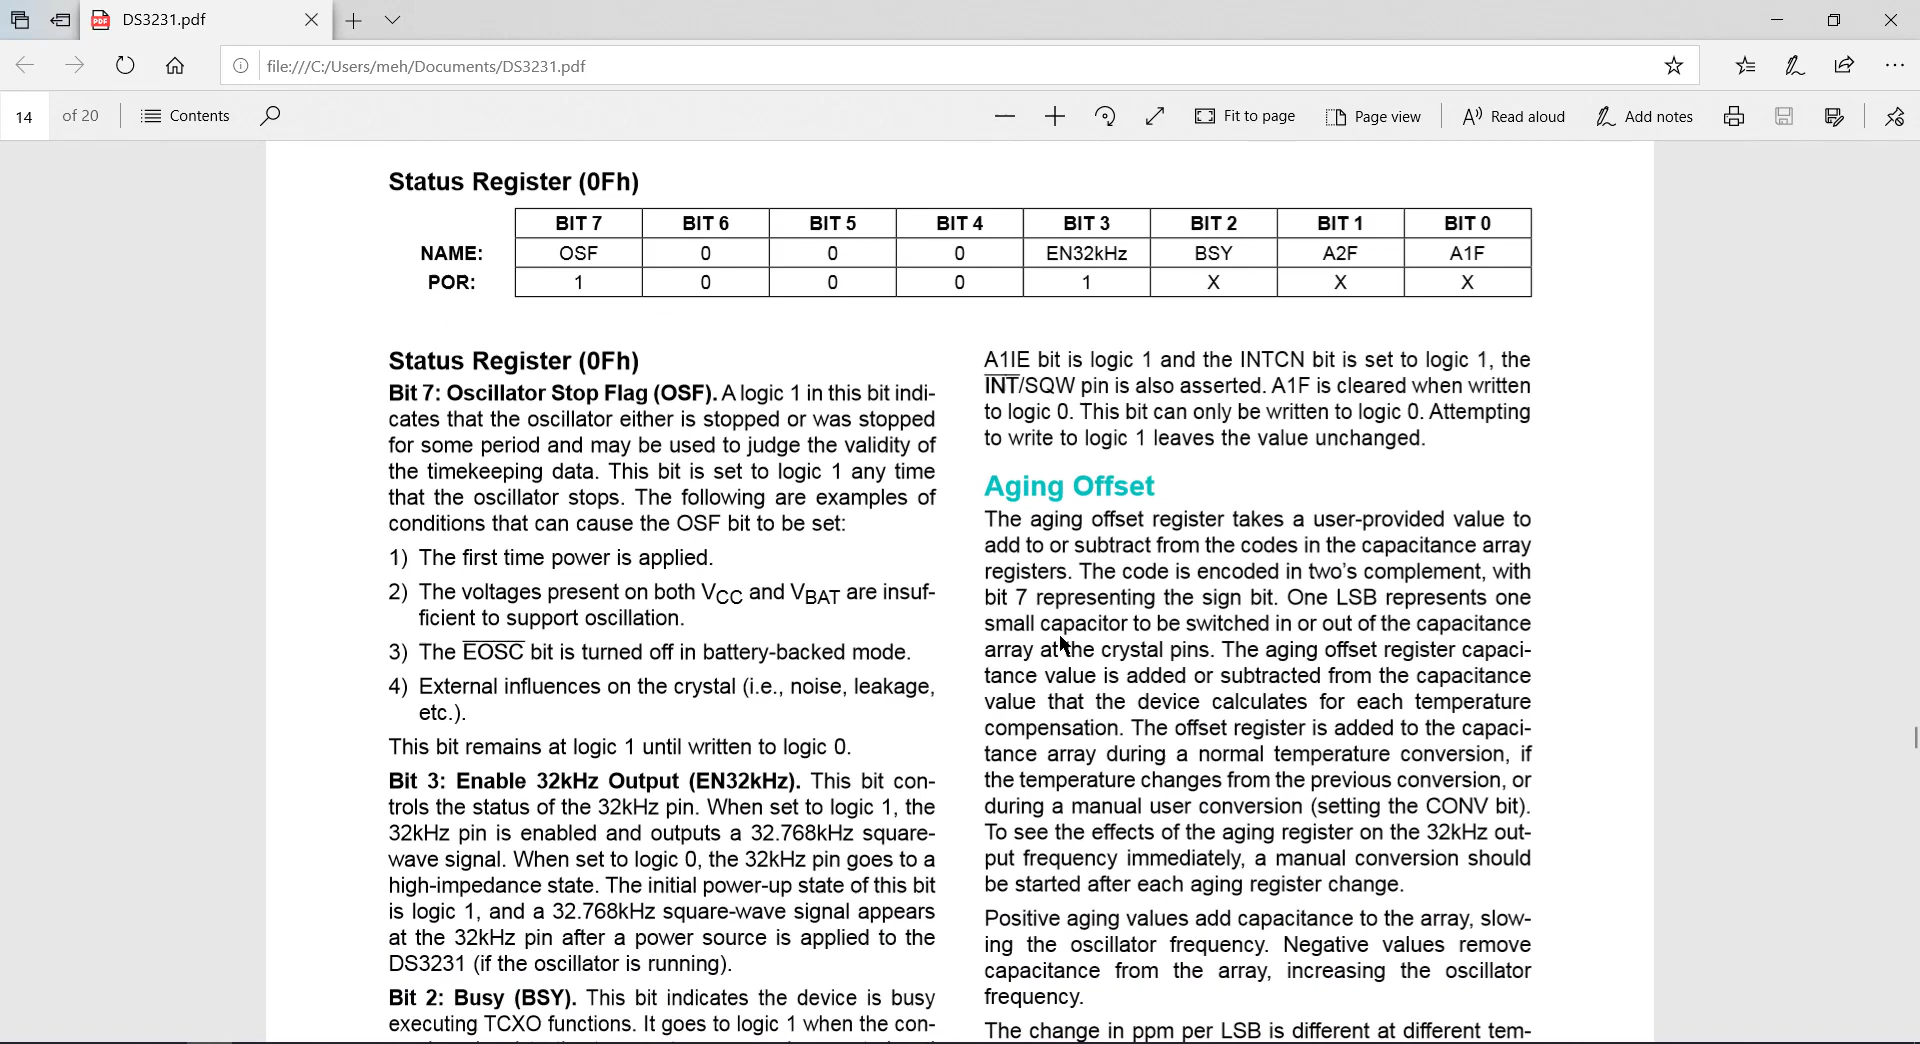 DS3231.pdf
file:///C:/Users/meh/Documents/DS3231.pdf
14 of 20 Contents Fit to page Page view Read aloud Add notes
Status Register (0Fh)
BIT 7 BIT 6 BIT 5 BIT 4 BIT 3 BIT 2 BIT 1 BIT 0
NAME: OSF 0 0 0 EN32kHz BSY A2F A1F
POR: 1 0 0 0 1 X X X
Status Register (0Fh)
Bit 7: Oscillator Stop Flag (OSF). A logic 1 in this bit indi-
cates that the oscillator either is stopped or was stopped
for some period and may be used to judge the validity of
the timekeeping data. This bit is set to logic 1 any time
that the oscillator stops. The following are examples of
conditions that can cause the OSF bit to be set:
1) The first time power is applied.
2) The voltages present on both VCC and VBAT are insuf-
ficient to support oscillation.
3) The EOSC bit is turned off in battery-backed mode.
4) External influences on the crystal (i.e., noise, leakage,
etc.).
This bit remains at logic 1 until written to logic 0.
Bit 3: Enable 32kHz Output (EN32kHz). This bit con-
trols the status of the 32kHz pin. When set to logic 1, the
32kHz pin is enabled and outputs a 32.768kHz square-
wave signal. When set to logic 0, the 32kHz pin goes to a
high-impedance state. The initial power-up state of this bit
is logic 1, and a 32.768kHz square-wave signal appears
at the 32kHz pin after a power source is applied to the
DS3231 (if the oscillator is running).
Bit 2: Busy (BSY). This bit indicates the device is busy
executing TCXO functions. It goes to logic 1 when the con-
A1IE bit is logic 1 and the INTCN bit is set to logic 1, the
INT/SQW pin is also asserted. A1F is cleared when written
to logic 0. This bit can only be written to logic 0. Attempting
to write to logic 1 leaves the value unchanged.
Aging Offset
The aging offset register takes a user-provided value to
add to or subtract from the codes in the capacitance array
registers. The code is encoded in two's complement, with
bit 7 representing the sign bit. One LSB represents one
small capacitor to be switched in or out of the capacitance
array at the crystal pins. The aging offset register capaci-
tance value is added or subtracted from the capacitance
value that the device calculates for each temperature
compensation. The offset register is added to the capaci-
tance array during a normal temperature conversion, if
the temperature changes from the previous conversion, or
during a manual user conversion (setting the CONV bit).
To see the effects of the aging register on the 32kHz out-
put frequency immediately, a manual conversion should
be started after each aging register change.
Positive aging values add capacitance to the array, slow-
ing the oscillator frequency. Negative values remove
capacitance from the array, increasing the oscillator
frequency.
The change in ppm per LSB is different at different tem-